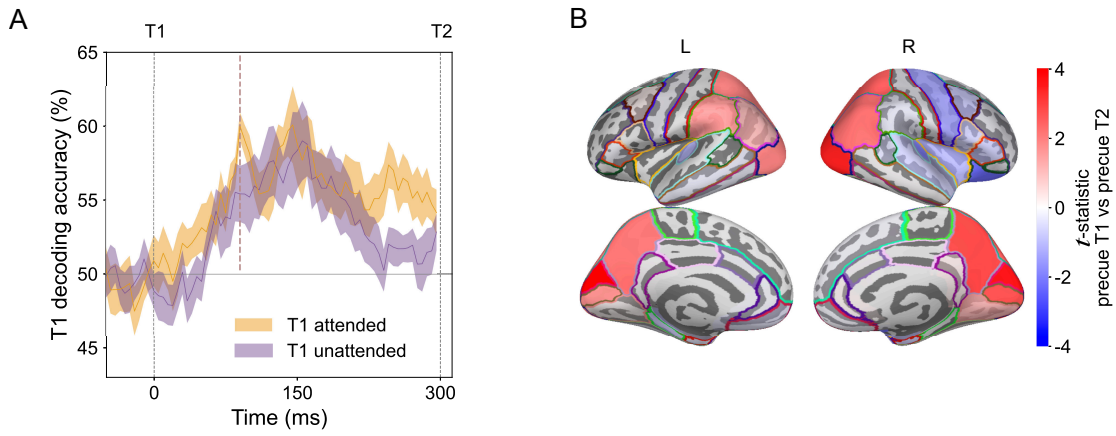 A
T1
T2
65
60
55
50
45
T1 decoding accuracy (%)
T1 attended
T1 unattended
0
150
300
Time (ms)
B
L
R
4
2
0
-2
-4
t-statistic
precue T1 vs precue T2